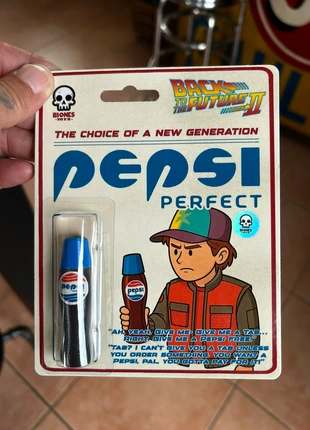 BONES
TOYS
BACK
TO THE
FUTURE II
THE CHOICE OF A NEW GENERATION
PEPSI
PERFECT
BONES
TOYS
PEPSI
PEPSI
"AH, YEAH, GIVE ME- GIVE ME A TAB...
RIGHT, GIVE ME A PEPSI FREE."
"TAB? I CAN'T GIVE YOU A TAB UNLESS
YOU ORDER SOMETHING. YOU WANT A
PEPSI, PAL, YOU GOTTA PAY FOR IT!"